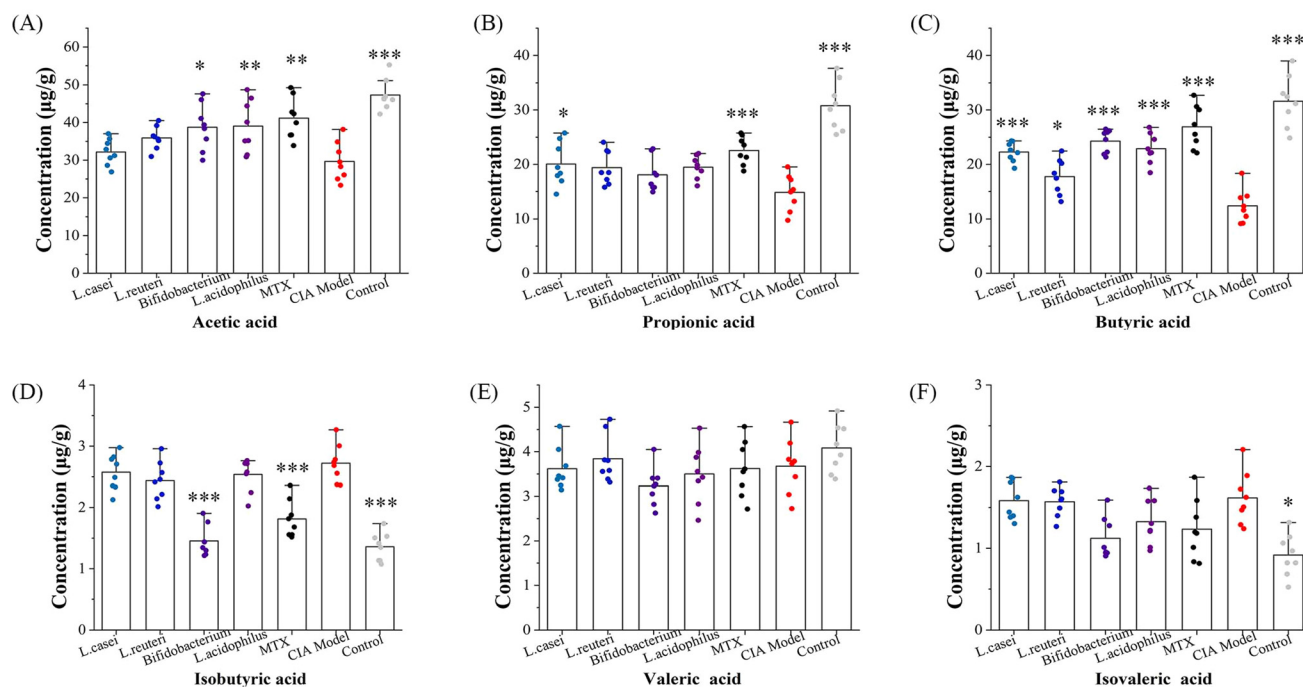 (A)
Concentration (µg/g)
60
50
40
30
20
10
0
*
**
**
***
L.casei
L.reuteri
Bifidobacterium
L.acidophilus
MTX
CIA Model
Control
Acetic acid
(B)
Concentration (µg/g)
40
30
20
10
0
*
***
***
L.casei
L.reuteri
Bifidobacterium
L.acidophilus
MTX
CIA Model
Control
Propionic acid
(C)
Concentration (µg/g)
40
30
20
10
0
***
*
***
***
***
***
L.casei
L.reuteri
Bifidobacterium
L.acidophilus
MTX
CIA Model
Control
Butyric acid
(D)
Concentration (µg/g)
4
3
2
1
0
***
***
***
L.casei
L.reuteri
Bifidobacterium
L.acidophilus
MTX
CIA Model
Control
Isobutyric acid
(E)
Concentration (µg/g)
5
4
3
2
1
0
L.casei
L.reuteri
Bifidobacterium
L.acidophilus
MTX
CIA Model
Control
Valeric acid
(F)
Concentration (µg/g)
3
2
1
0
*
L.casei
L.reuteri
Bifidobacterium
L.acidophilus
MTX
CIA Model
Control
Isovaleric acid